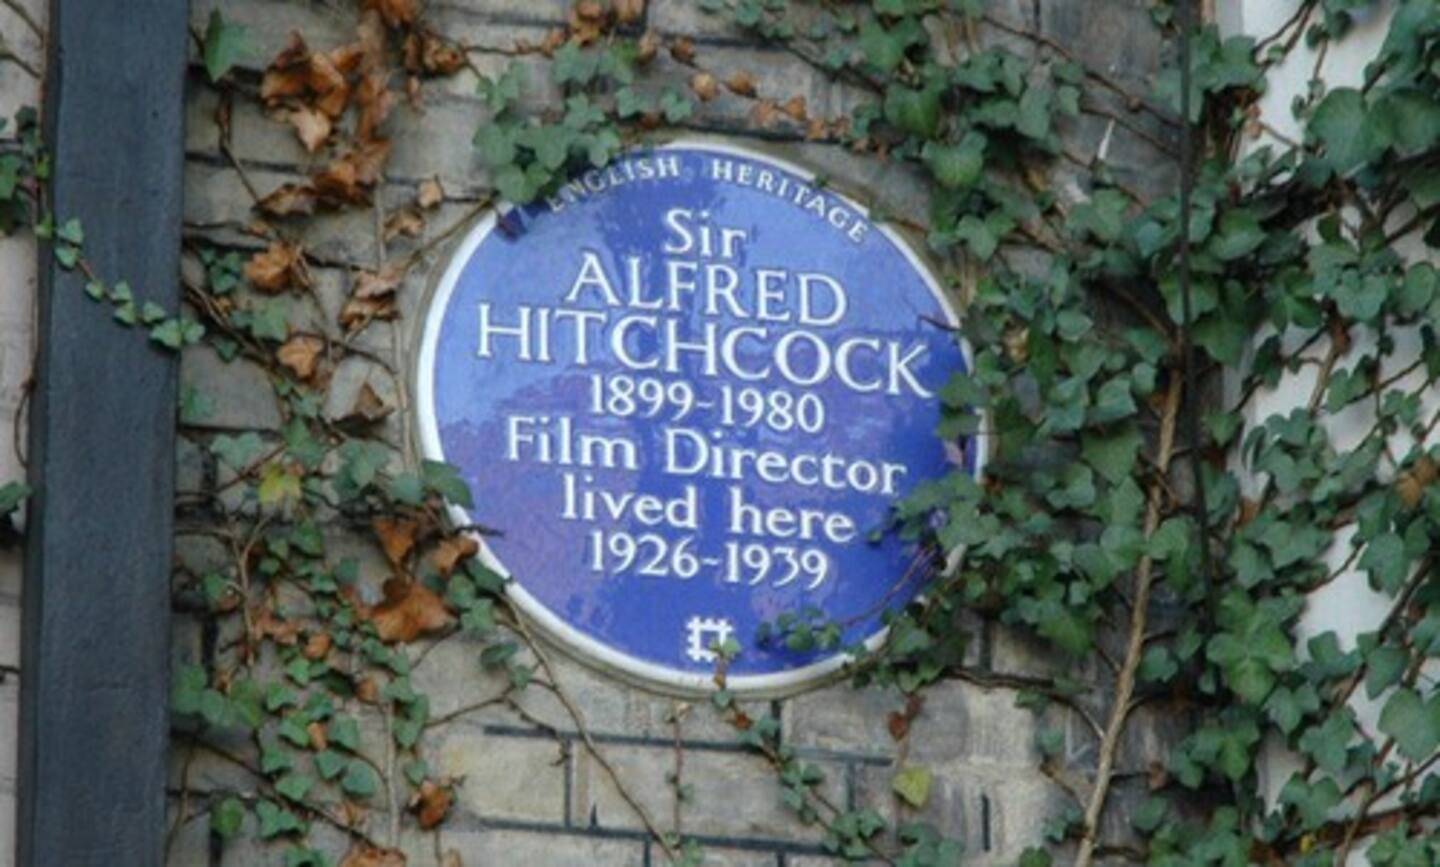 ENGLISH HERITAGE
Sir
ALFRED
HITCHCOCK
1899-1980
Film Director
lived here
1926-1939